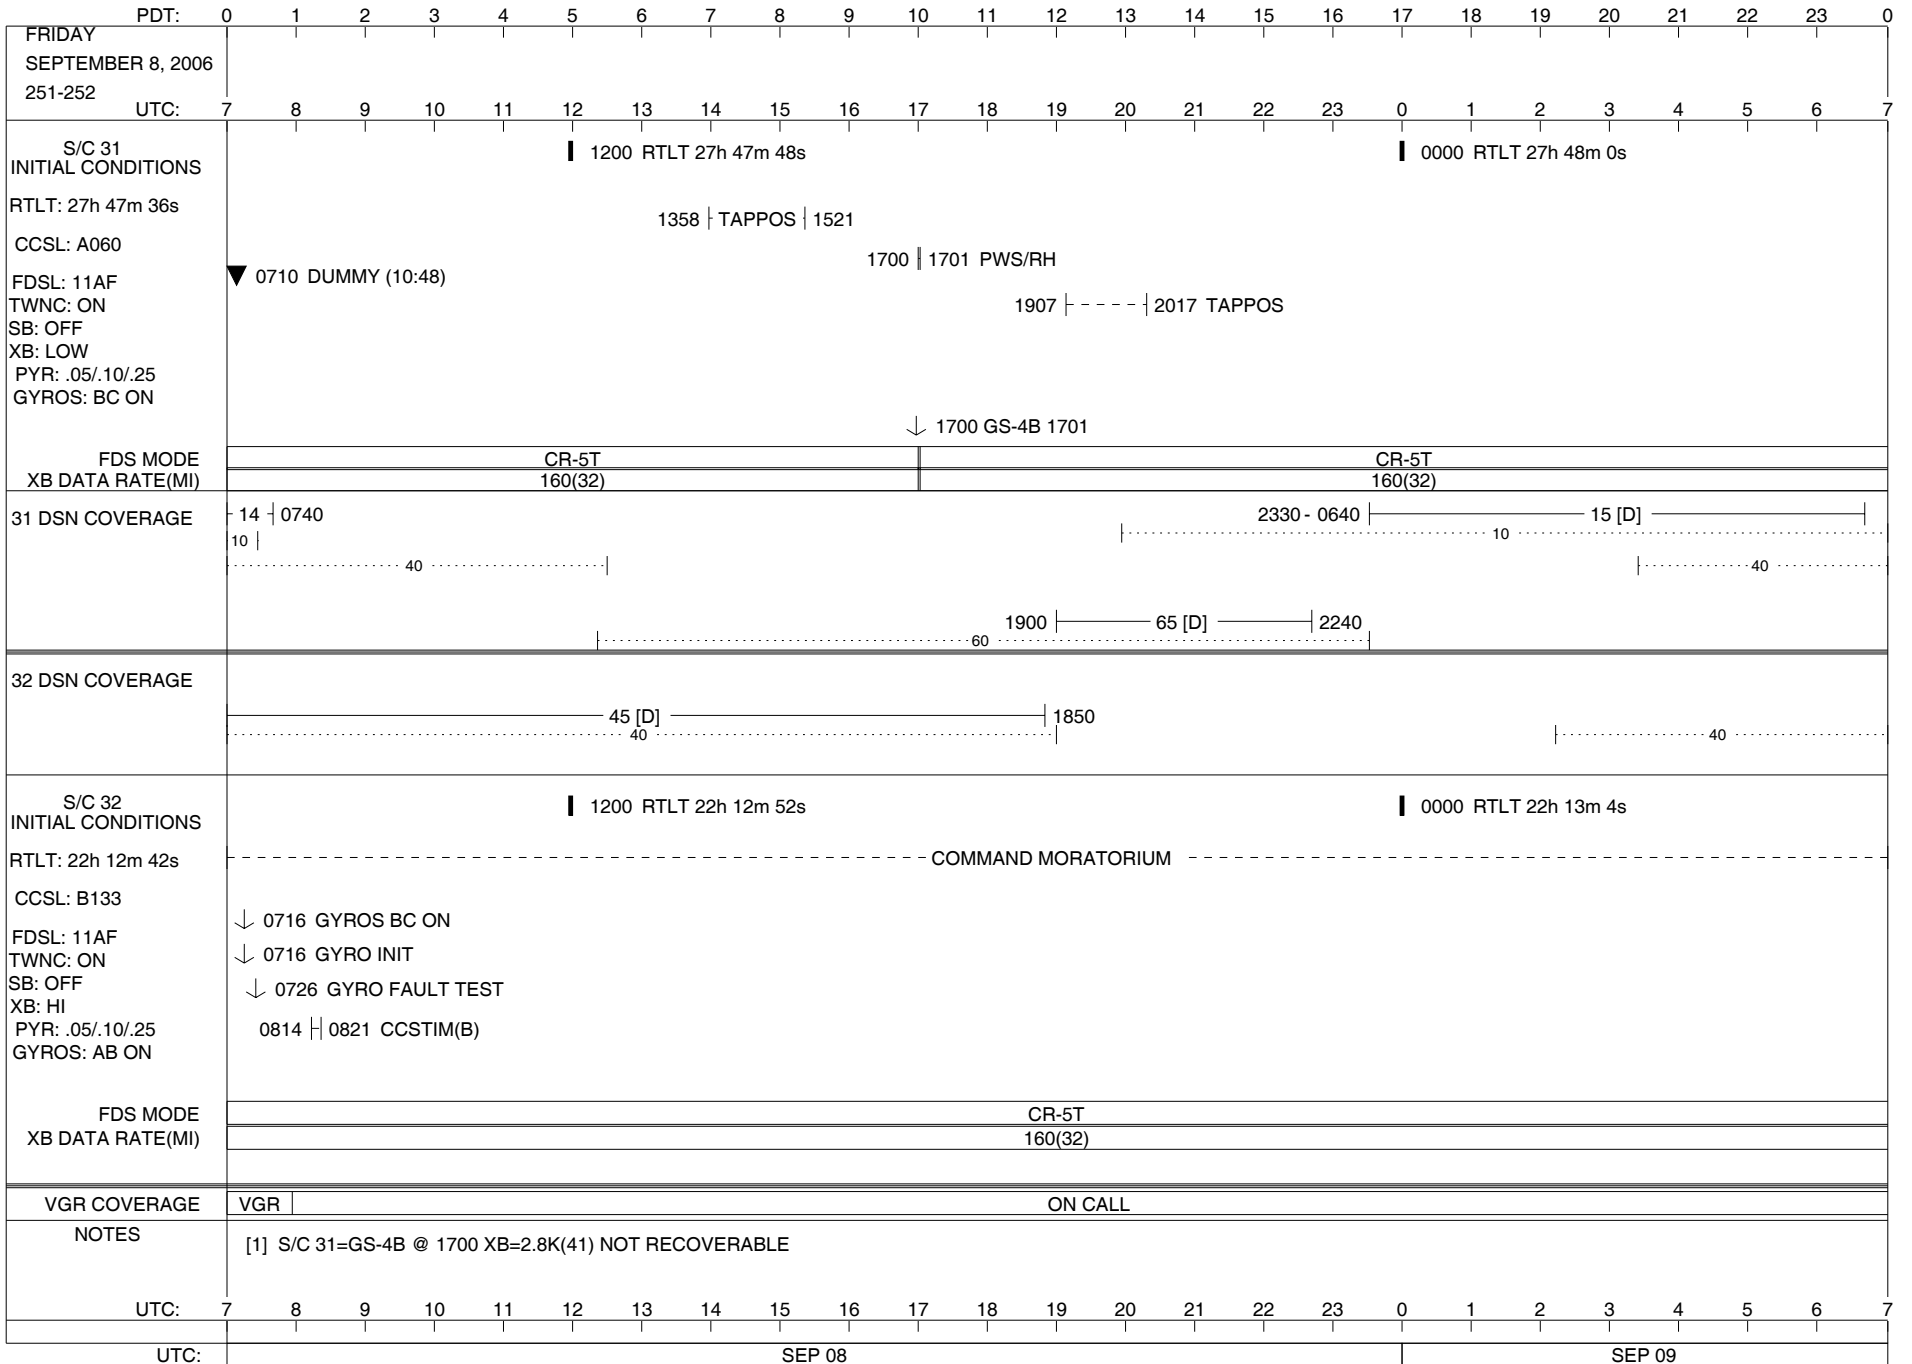 PDT: 0 1 2 3 4 5 6 7 8 9 10 11 12 13 14 15 16 17 18 19 20 21 22 23 0
FRIDAY
SEPTEMBER 8, 2006
251-252
UTC: 7 8 9 10 11 12 13 14 15 16 17 18 19 20 21 22 23 0 1 2 3 4 5 6 7
S/C 31
INITIAL CONDITIONS
1200 RTLT 27h 47m 48s
0000 RTLT 27h 48m 0s
RTLT: 27h 47m 36s
1358 TAPPOS 1521
CCSL: A060
1700 1701 PWS/RH
0710 DUMMY (10:48)
FDSL: 11AF
TWNC: ON
1907 2017 TAPPOS
SB: OFF
XB: LOW
PYR: .05/.10/.25
GYROS: BC ON
1700 GS-4B 1701
FDS MODE CR-5T CR-5T
XB DATA RATE(MI) 160(32) 160(32)
31 DSN COVERAGE
14 0740
2330 - 0640 15 [D]
10
10
40
40
1900 65 [D] 2240
60
32 DSN COVERAGE
45 [D] 1850
40
40
S/C 32
INITIAL CONDITIONS
1200 RTLT 22h 12m 52s
0000 RTLT 22h 13m 4s
RTLT: 22h 12m 42s
COMMAND MORATORIUM
CCSL: B133
0716 GYROS BC ON
FDSL: 11AF
0716 GYRO INIT
TWNC: ON
SB: OFF
0726 GYRO FAULT TEST
XB: HI
PYR: .05/.10/.25
0814 0821 CCSTIM(B)
GYROS: AB ON
FDS MODE CR-5T
XB DATA RATE(MI) 160(32)
VGR COVERAGE VGR ON CALL
NOTES
[1] S/C 31=GS-4B @ 1700 XB=2.8K(41) NOT RECOVERABLE
UTC: 7 8 9 10 11 12 13 14 15 16 17 18 19 20 21 22 23 0 1 2 3 4 5 6 7
UTC: SEP 08 SEP 09